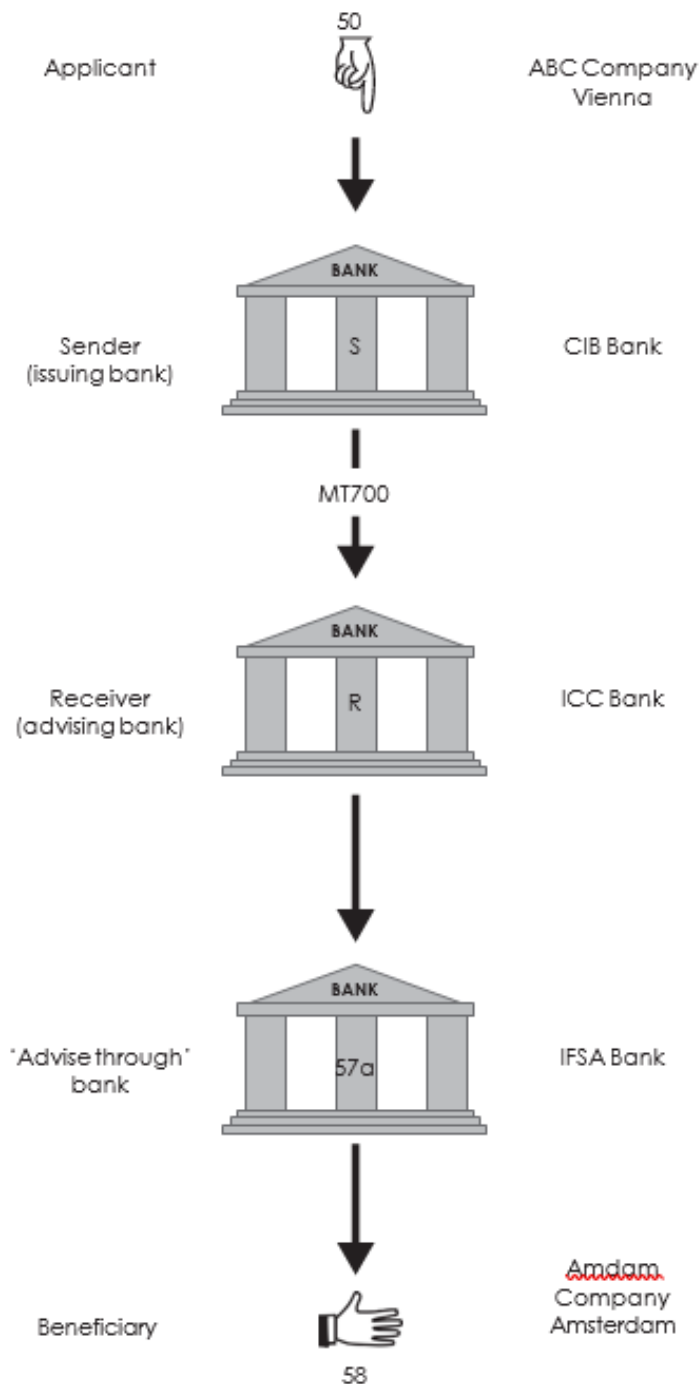 50
Applicant
ABC Company
Vienna
BANK
Sender
(issuing bank)
S
CIB Bank
MT700
BANK
Receiver
(advising bank)
R
ICC Bank
BANK
"Advise through"
bank
57a
IFSA Bank
Beneficiary
Amdam
Company
Amsterdam
58